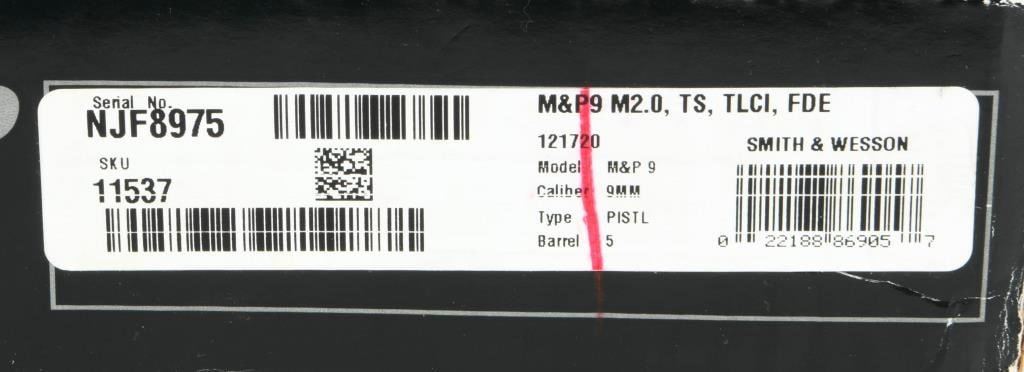 Serial No.
NJF8975
SKU
11537
M&P9 M2.0, TS, TLCI, FDE
121720
Model M&P 9
Caliber 9MM
Type PISTL
Barrel 5
SMITH & WESSON
0 22188 86905 7